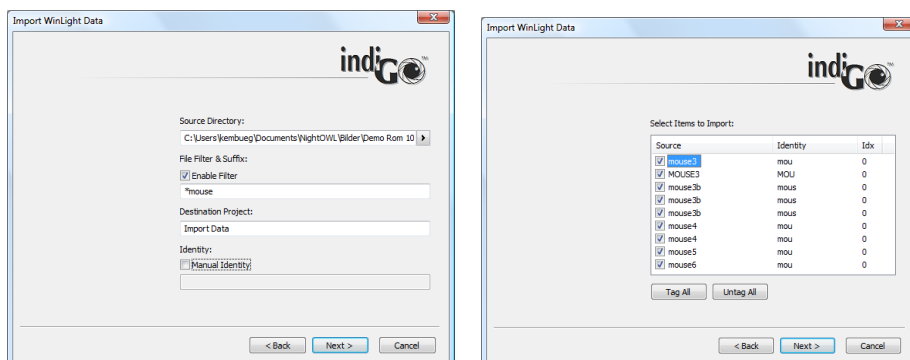 Import WinLight Data
indiGo™
Source Directory:
C:\Users\kembueg\Documents\NightOWL\Bilder\Demo Rom 10
File Filter & Suffix:
Enable Filter
*mouse
Destination Project:
Import Data
Identity:
Manual Identity
< Back Next > Cancel
Import WinLight Data
indiGo™
Select Items to Import:
Source Identity Idx
mouse3 mou 0
MOUSE3 MOU 0
mouse3b mous 0
mouse3b mous 0
mouse3b mous 0
mouse4 mou 0
mouse4 mou 0
mouse5 mou 0
mouse6 mou 0
Tag All Untag All
< Back Next > Cancel